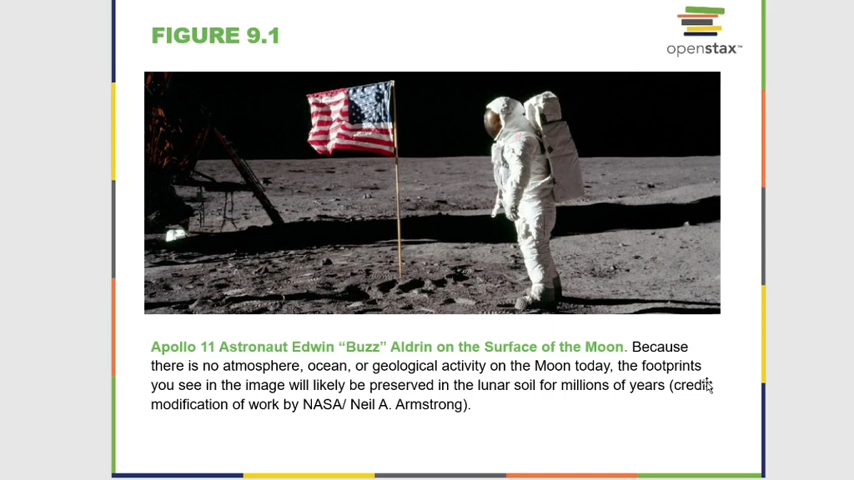 FIGURE 9.1
openstax™
Apollo 11 Astronaut Edwin “Buzz” Aldrin on the Surface of the Moon. Because
there is no atmosphere, ocean, or geological activity on the Moon today, the footprints
you see in the image will likely be preserved in the lunar soil for millions of years (credit:
modification of work by NASA/ Neil A. Armstrong).